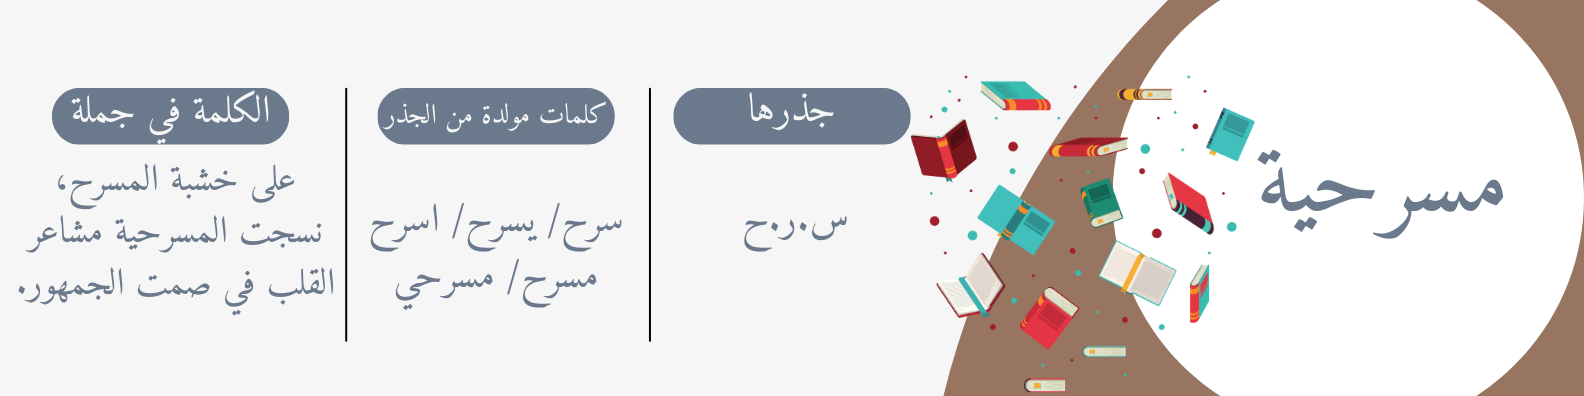 مسرحية
جذرها
س.ر.ح
كلمات مولدة من الجذر
سرح/ يسرح/ اسرح
مسرح/ مسرحي
الكلمة في جملة
على خشبة المسرح،
نسجت المسرحية مشاعر
القلب في صمت الجمهور.